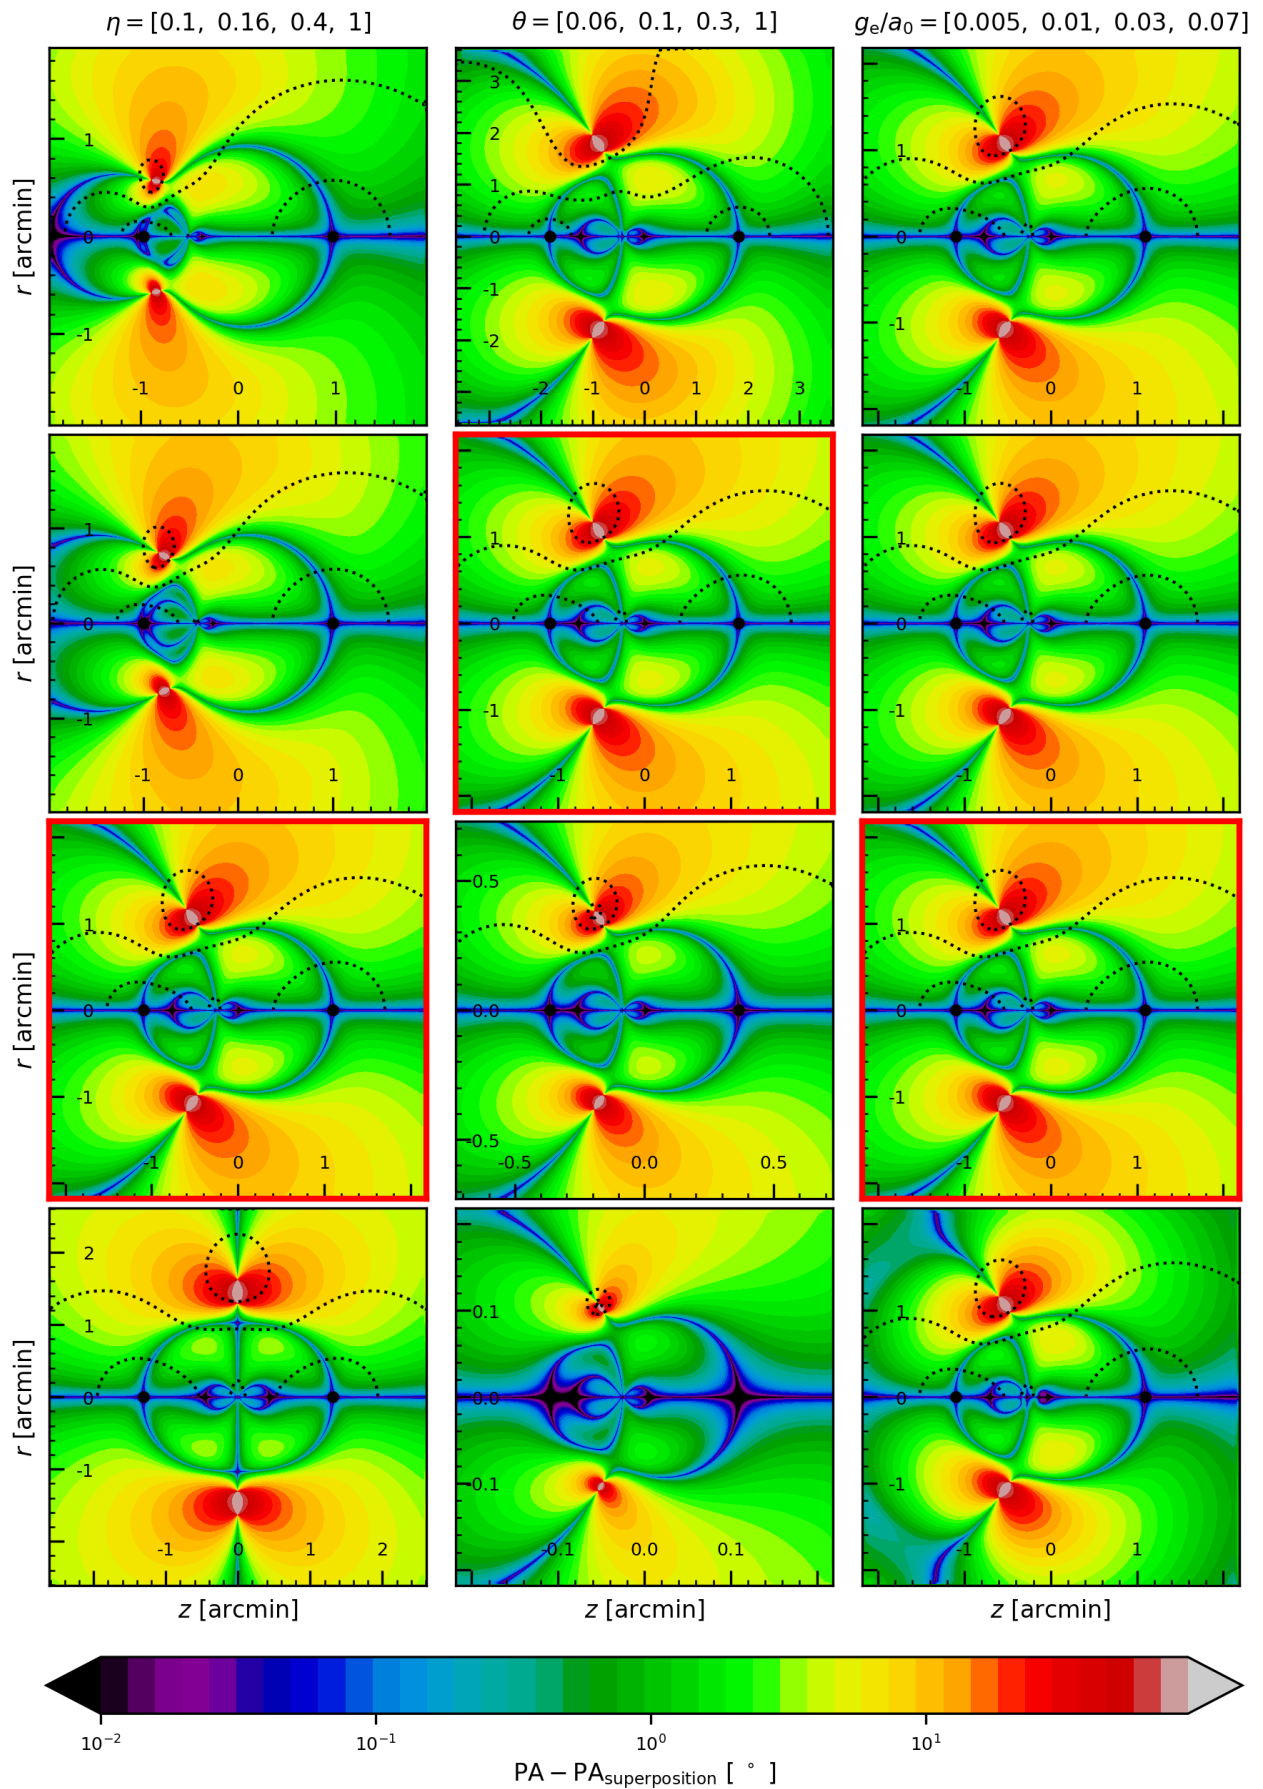 η = [0.1, 0.16, 0.4, 1]
θ = [0.06, 0.1, 0.3, 1]
gₑ/a₀ = [0.005, 0.01, 0.03, 0.07]
r [arcmin]
1
0
-1
-1 0 1
3
2
1
0
-1
-2
-2 -1 0 1 2 3
1
0
-1
-1 0 1
r [arcmin]
1
0
-1
-1 0 1
1
0
-1
-1 0 1
1
0
-1
-1 0 1
r [arcmin]
1
0
-1
-1 0 1
0.5
0.0
-0.5
-0.5 0.0 0.5
1
0
-1
-1 0 1
r [arcmin]
2
1
0
-1
-1 0 1 2
0.1
0.0
-0.1
-0.1 0.0 0.1
1
0
-1
-1 0 1
z [arcmin]
z [arcmin]
z [arcmin]
10⁻² 10⁻¹ 10⁰ 10¹
PA − PA_superposition [ ° ]